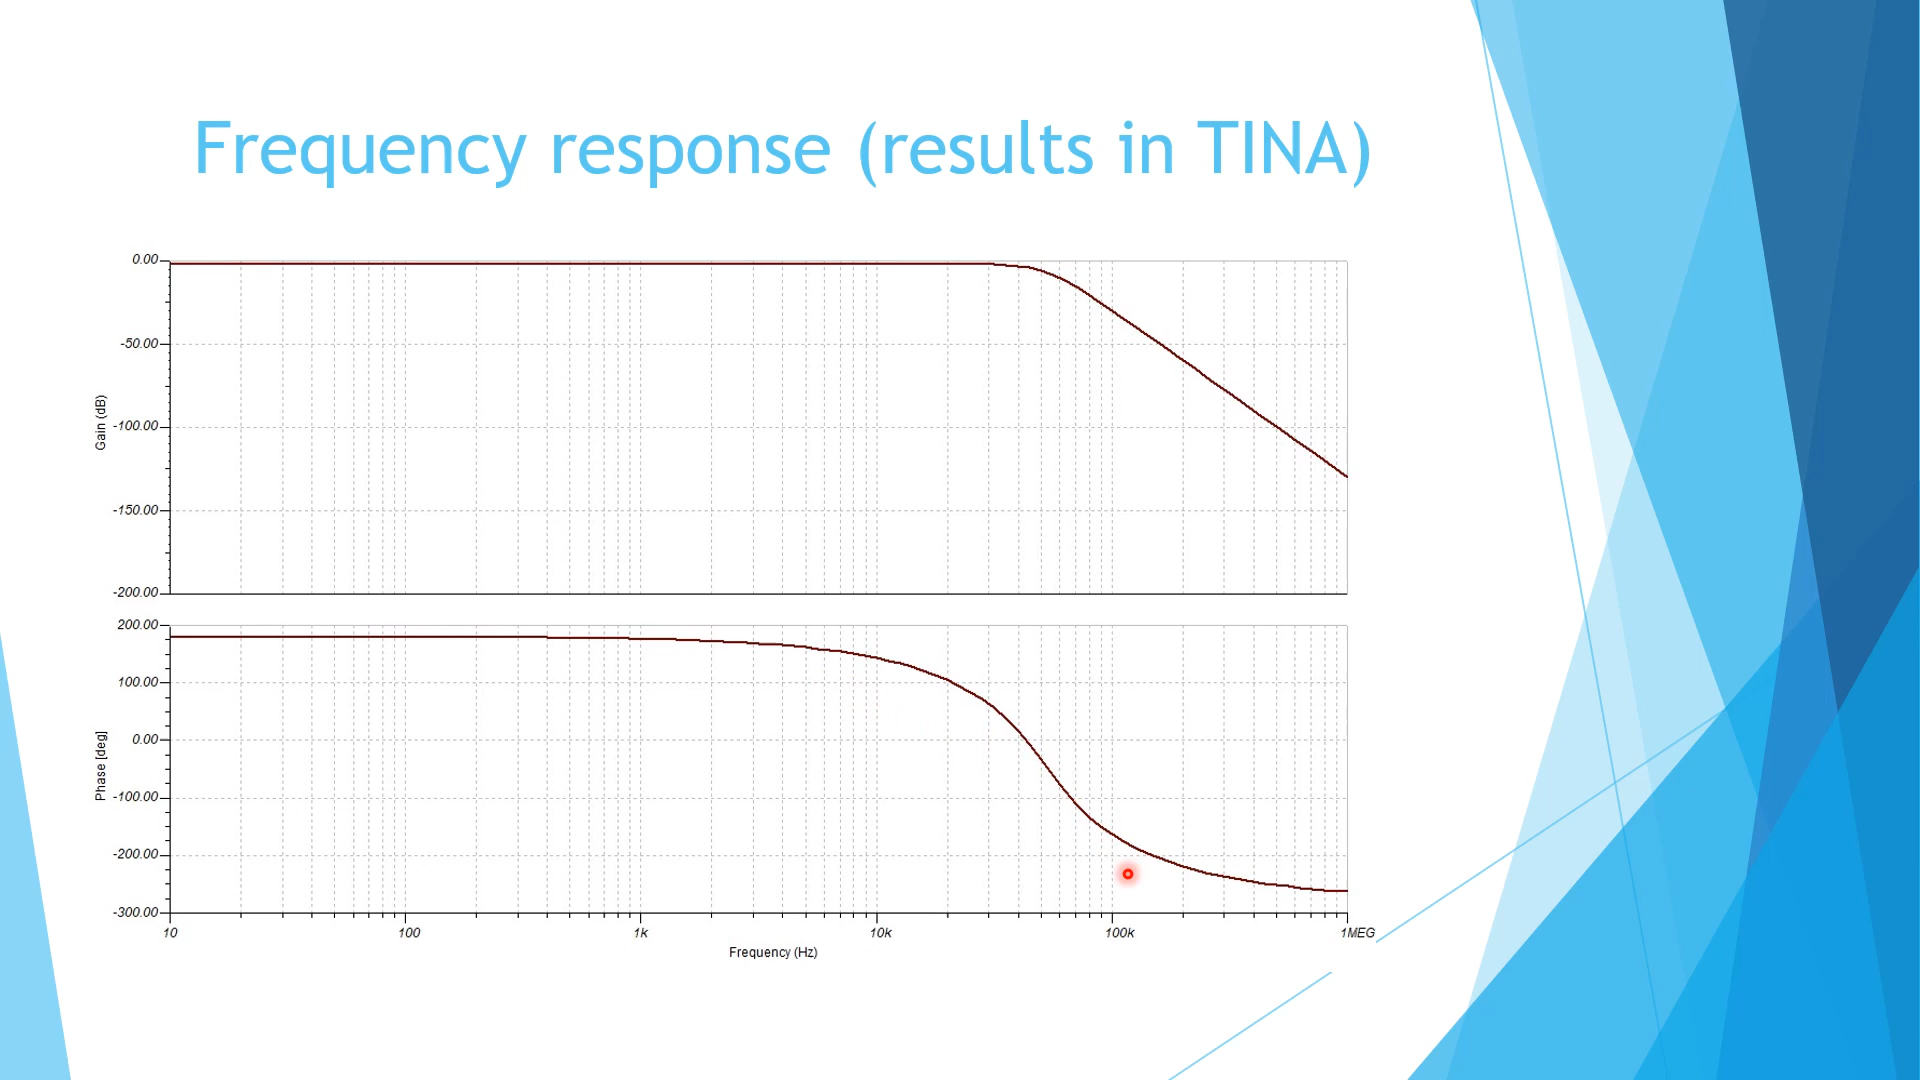 Frequency response (results in TINA)
0.00
-50.00
Gain (dB)
-100.00
-150.00
-200.00
200.00
100.00
0.00
Phase [deg]
-100.00
-200.00
-300.00
10 100 1k 10k 100k 1MEG
Frequency (Hz)